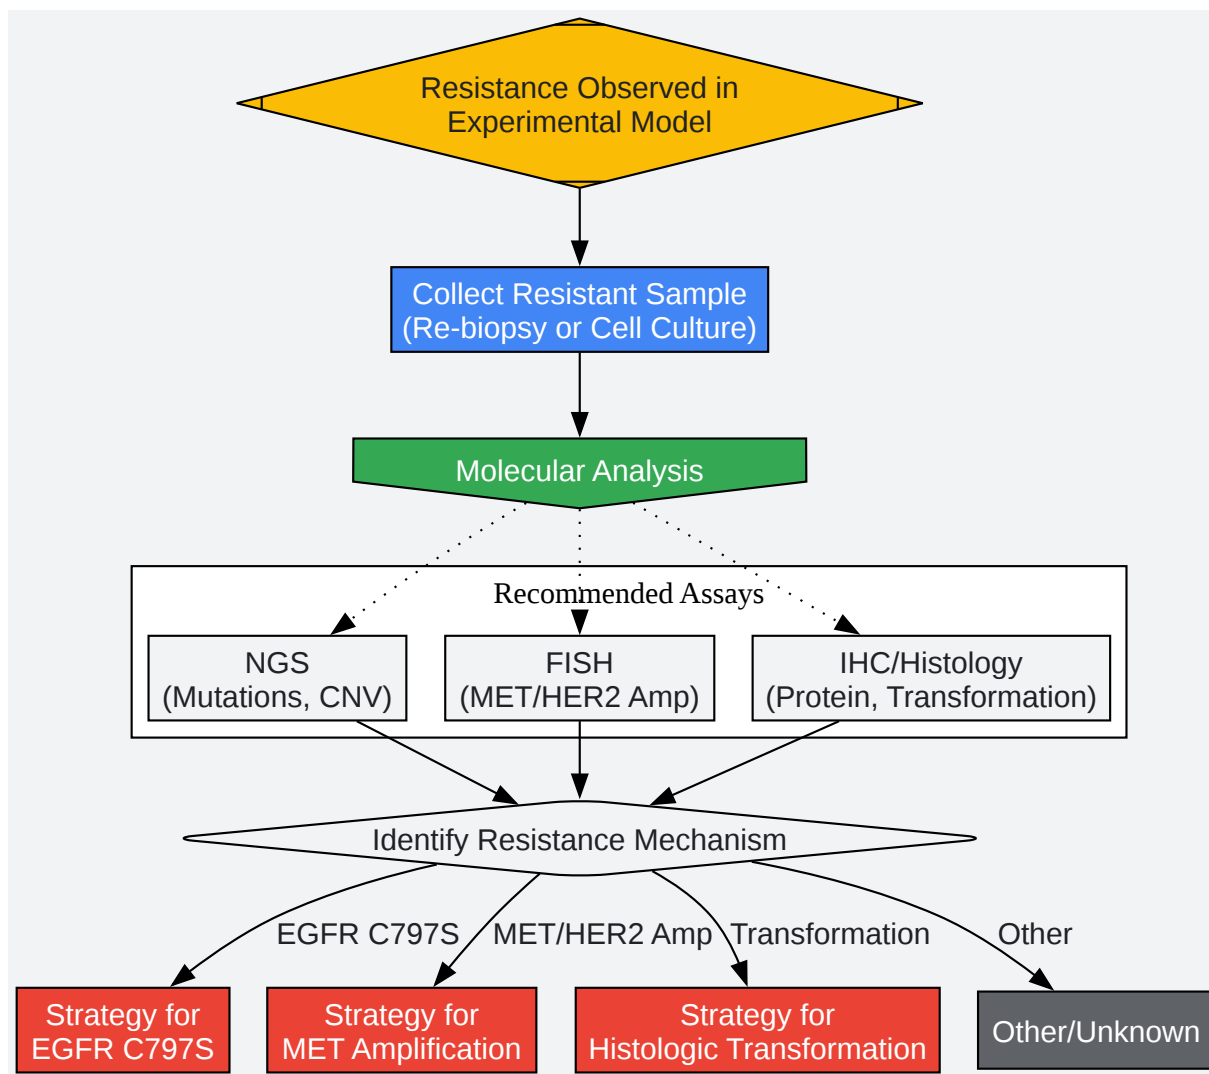 Resistance Observed in
Experimental Model
Collect Resistant Sample
(Re-biopsy or Cell Culture)
Molecular Analysis
Recommended Assays
NGS
(Mutations, CNV)
FISH
(MET/HER2 Amp)
IHC/Histology
(Protein, Transformation)
Identify Resistance Mechanism
EGFR C797S
MET/HER2 Amp
Transformation
Other
Strategy for
EGFR C797S
Strategy for
MET Amplification
Strategy for
Histologic Transformation
Other/Unknown